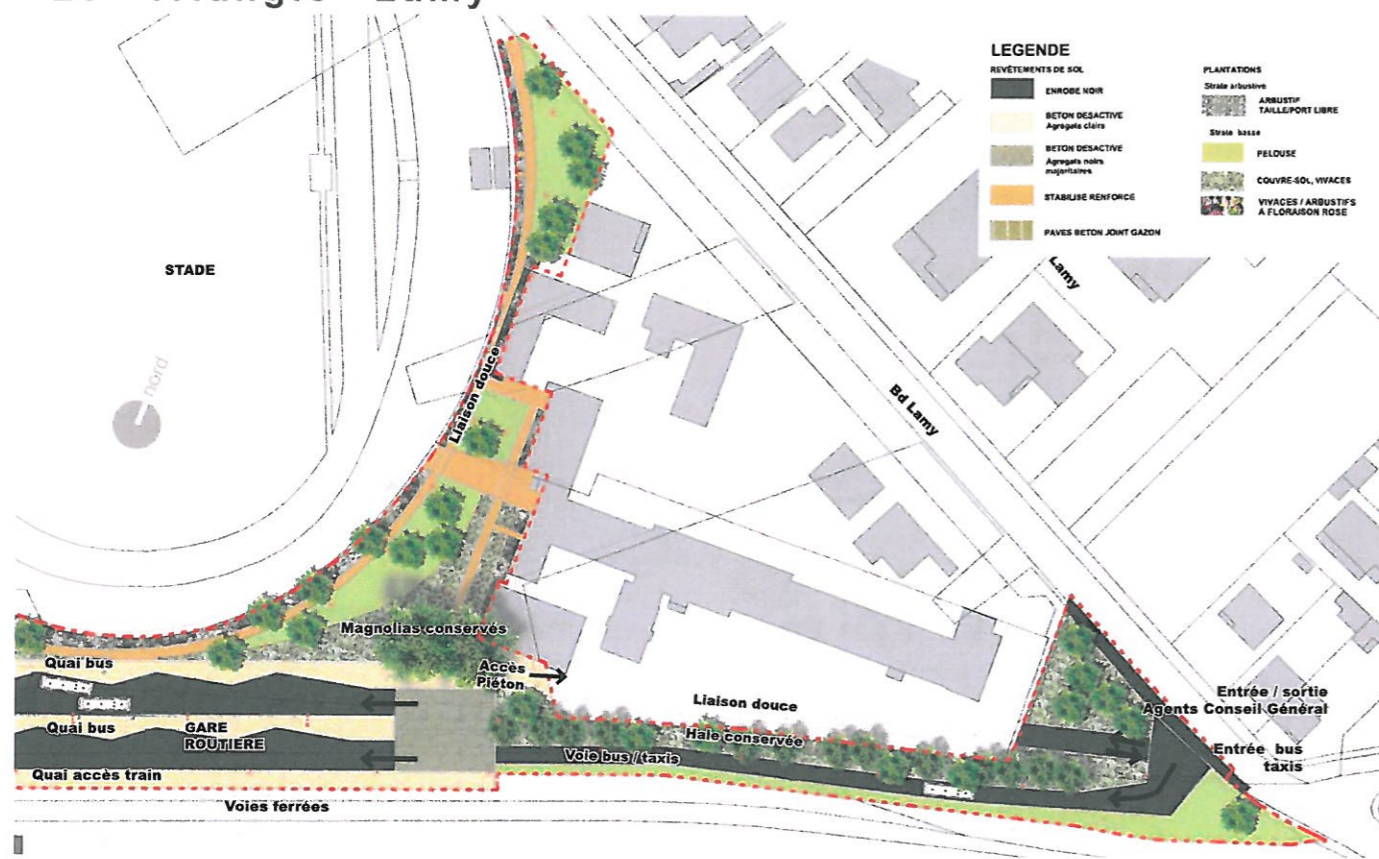 LEGENDE
REVÊTEMENTS DE SOL
ENROBE NOIR
BETON DESACTIVE
Agregats clairs
BETON DESACTIVE
Agregats noirs
majoritaires
STABILISE RENFORCE
PAVES BETON JOINT GAZON
PLANTATIONS
Strate arbustive
ARBUSTIF
TAILLE/PORT LIBRE
Strate basse
PELOUSE
COUVRE-SOL, VIVACES
VIVACES / ARBUSTIFS
A FLORAISON ROSE
STADE
nord
Liaison douce
Lamy
Bd Lamy
Magnolias conservés
Accès
Piéton
Quai bus
Quai bus
GARE
ROUTIERE
Quai accès train
Voies ferrées
Liaison douce
Haie conservée
Voie bus / taxis
Entrée / sortie
Agents Conseil Général
Entrée bus
taxis